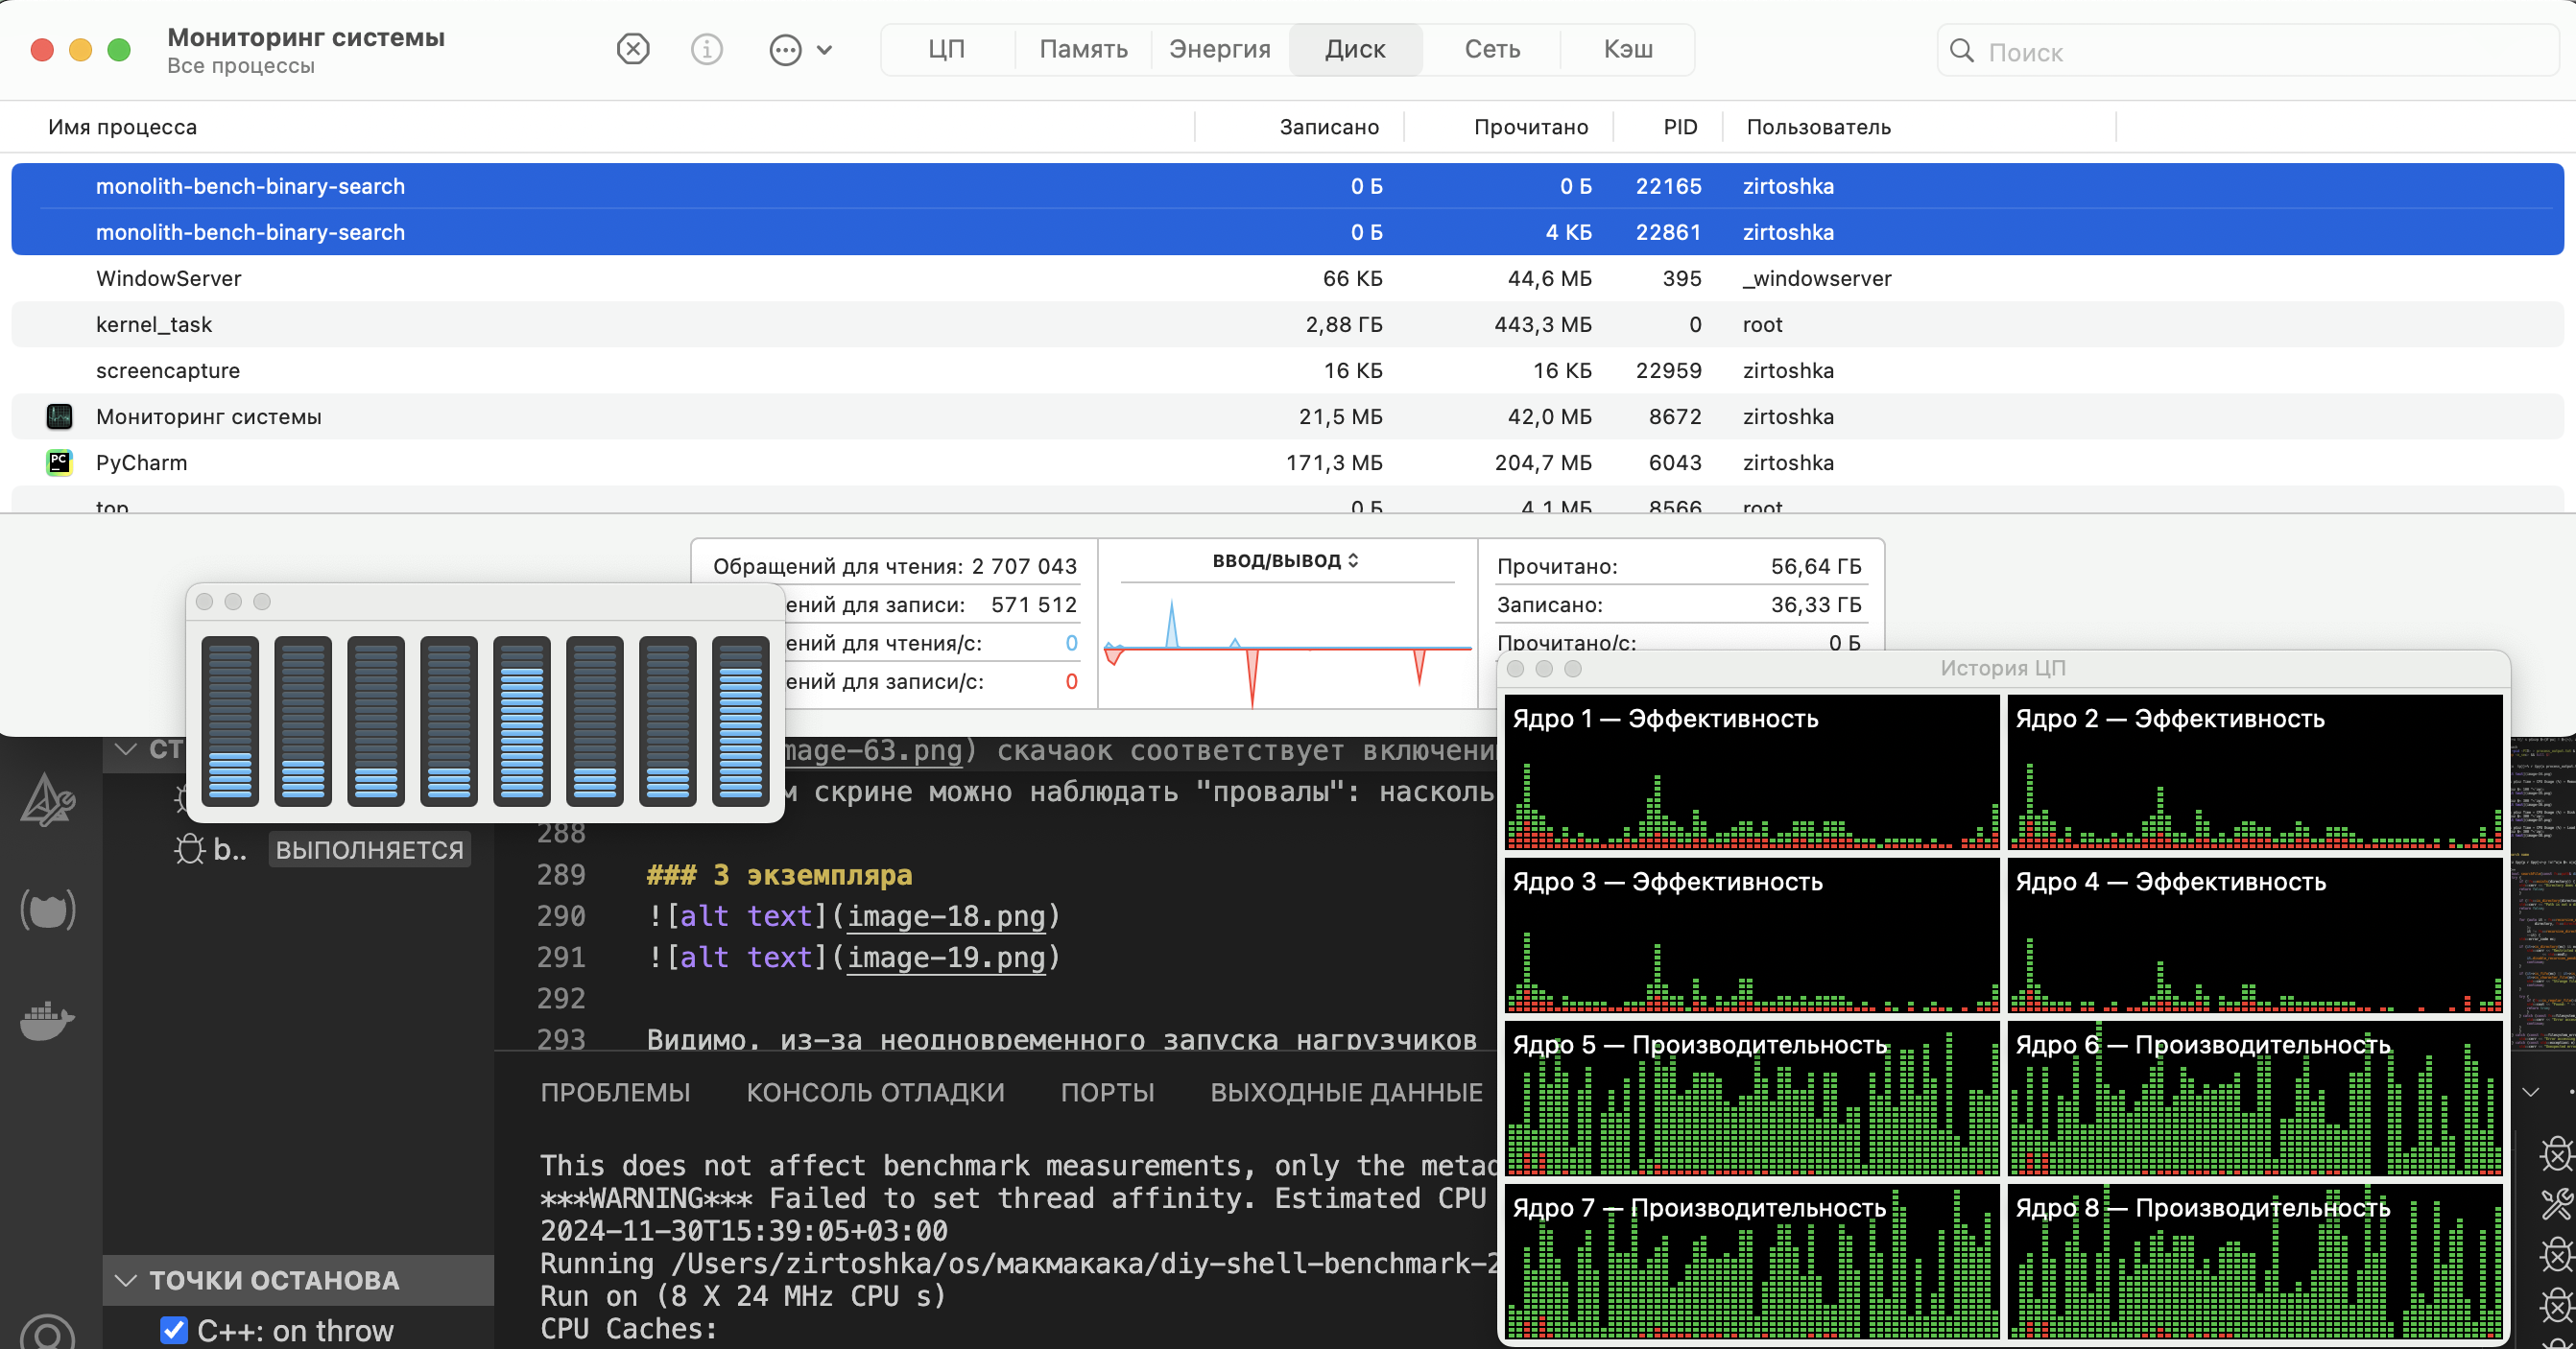 Мониторинг системы
Все процессы
ЦП Память Энергия Диск Сеть Кэш
Поиск
Имя процесса Записано Прочитано PID Пользователь
monolith-bench-binary-search 0 Б 0 Б 22165 zirtoshka
monolith-bench-binary-search 0 Б 4 КБ 22861 zirtoshka
WindowServer 66 КБ 44,6 МБ 395 _windowserver
kernel_task 2,88 ГБ 443,3 МБ 0 root
screencapture 16 КБ 16 КБ 22959 zirtoshka
Мониторинг системы 21,5 МБ 42,0 МБ 8672 zirtoshka
PC PyCharm 171,3 МБ 204,7 МБ 6043 zirtoshka
top 0 Б 4,1 МБ 8566 root
Обращений для чтения: 2 707 043
ений для записи: 571 512
ений для чтения/с: 0
ений для записи/с: 0
ВВОД/ВЫВОД
Прочитано: 56,64 ГБ
Записано: 36,33 ГБ
Прочитано/с: 0 Б
История ЦП
Ядро 1 — Эффективность
Ядро 2 — Эффективность
Ядро 3 — Эффективность
Ядро 4 — Эффективность
Ядро 5 — Производительность
Ядро 6 — Производительность
Ядро 7 — Производительность
Ядро 8 — Производительность
СТ
b.. ВЫПОЛНЯЕТСЯ
mage-63.png) скачаок соответствует включени
м скрине можно наблюдать "провалы": насколь
288
289 ### 3 экземпляра
290 ![alt text](image-18.png)
291 ![alt text](image-19.png)
292
293 Видимо, из-за неодновременного запуска нагрузчиков
ПРОБЛЕМЫ КОНСОЛЬ ОТЛАДКИ ПОРТЫ ВЫХОДНЫЕ ДАННЫЕ
This does not affect benchmark measurements, only the metad
***WARNING*** Failed to set thread affinity. Estimated CPU
2024-11-30T15:39:05+03:00
Running /Users/zirtoshka/os/макмакака/diy-shell-benchmark-2
Run on (8 X 24 MHz CPU s)
CPU Caches:
ТОЧКИ ОСТАНОВА
C++: on throw